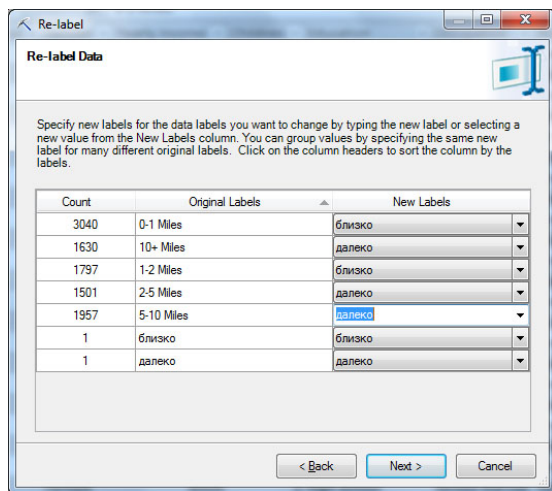 Re-label
Re-label Data
Specify new labels for the data labels you want to change by typing the new label or selecting a
new value from the New Labels column. You can group values by specifying the same new
label for many different original labels. Click on the column headers to sort the column by the
labels.
Count Original Labels New Labels
3040 0-1 Miles близко
1630 10+ Miles далеко
1797 1-2 Miles близко
1501 2-5 Miles далеко
1957 5-10 Miles далеко
1 близко близко
1 далеко далеко
< Back Next > Cancel